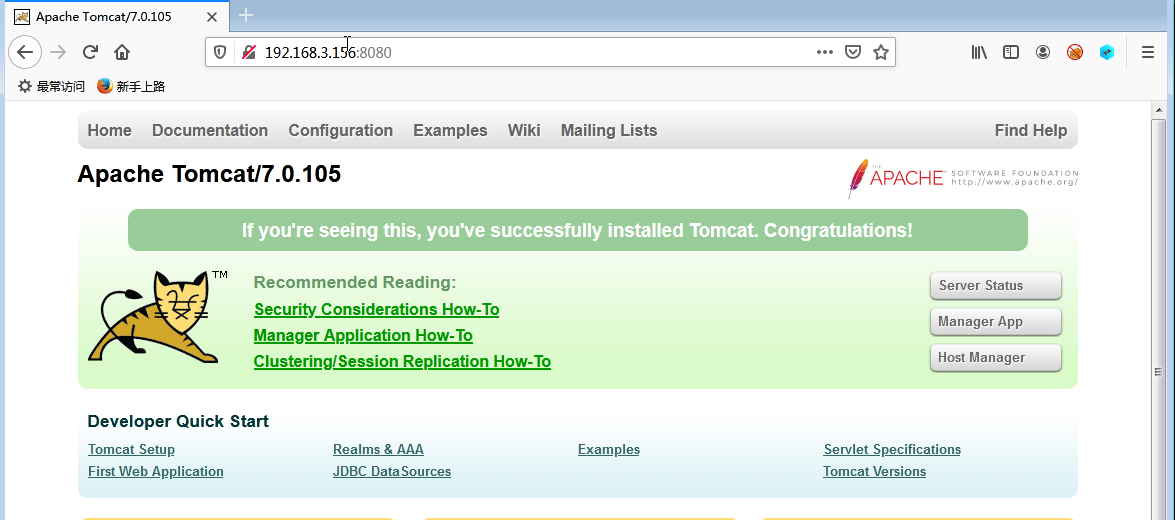 Apache Tomcat/7.0.105
192.168.3.156:8080
最常访问 新手上路
Home Documentation Configuration Examples Wiki Mailing Lists Find Help
Apache Tomcat/7.0.105
THE APACHE™ SOFTWARE FOUNDATION
http://www.apache.org/
If you're seeing this, you've successfully installed Tomcat. Congratulations!
TM
Recommended Reading:
Security Considerations How-To
Manager Application How-To
Clustering/Session Replication How-To
Server Status
Manager App
Host Manager
Developer Quick Start
Tomcat Setup Realms & AAA Examples Servlet Specifications
First Web Application JDBC DataSources Tomcat Versions